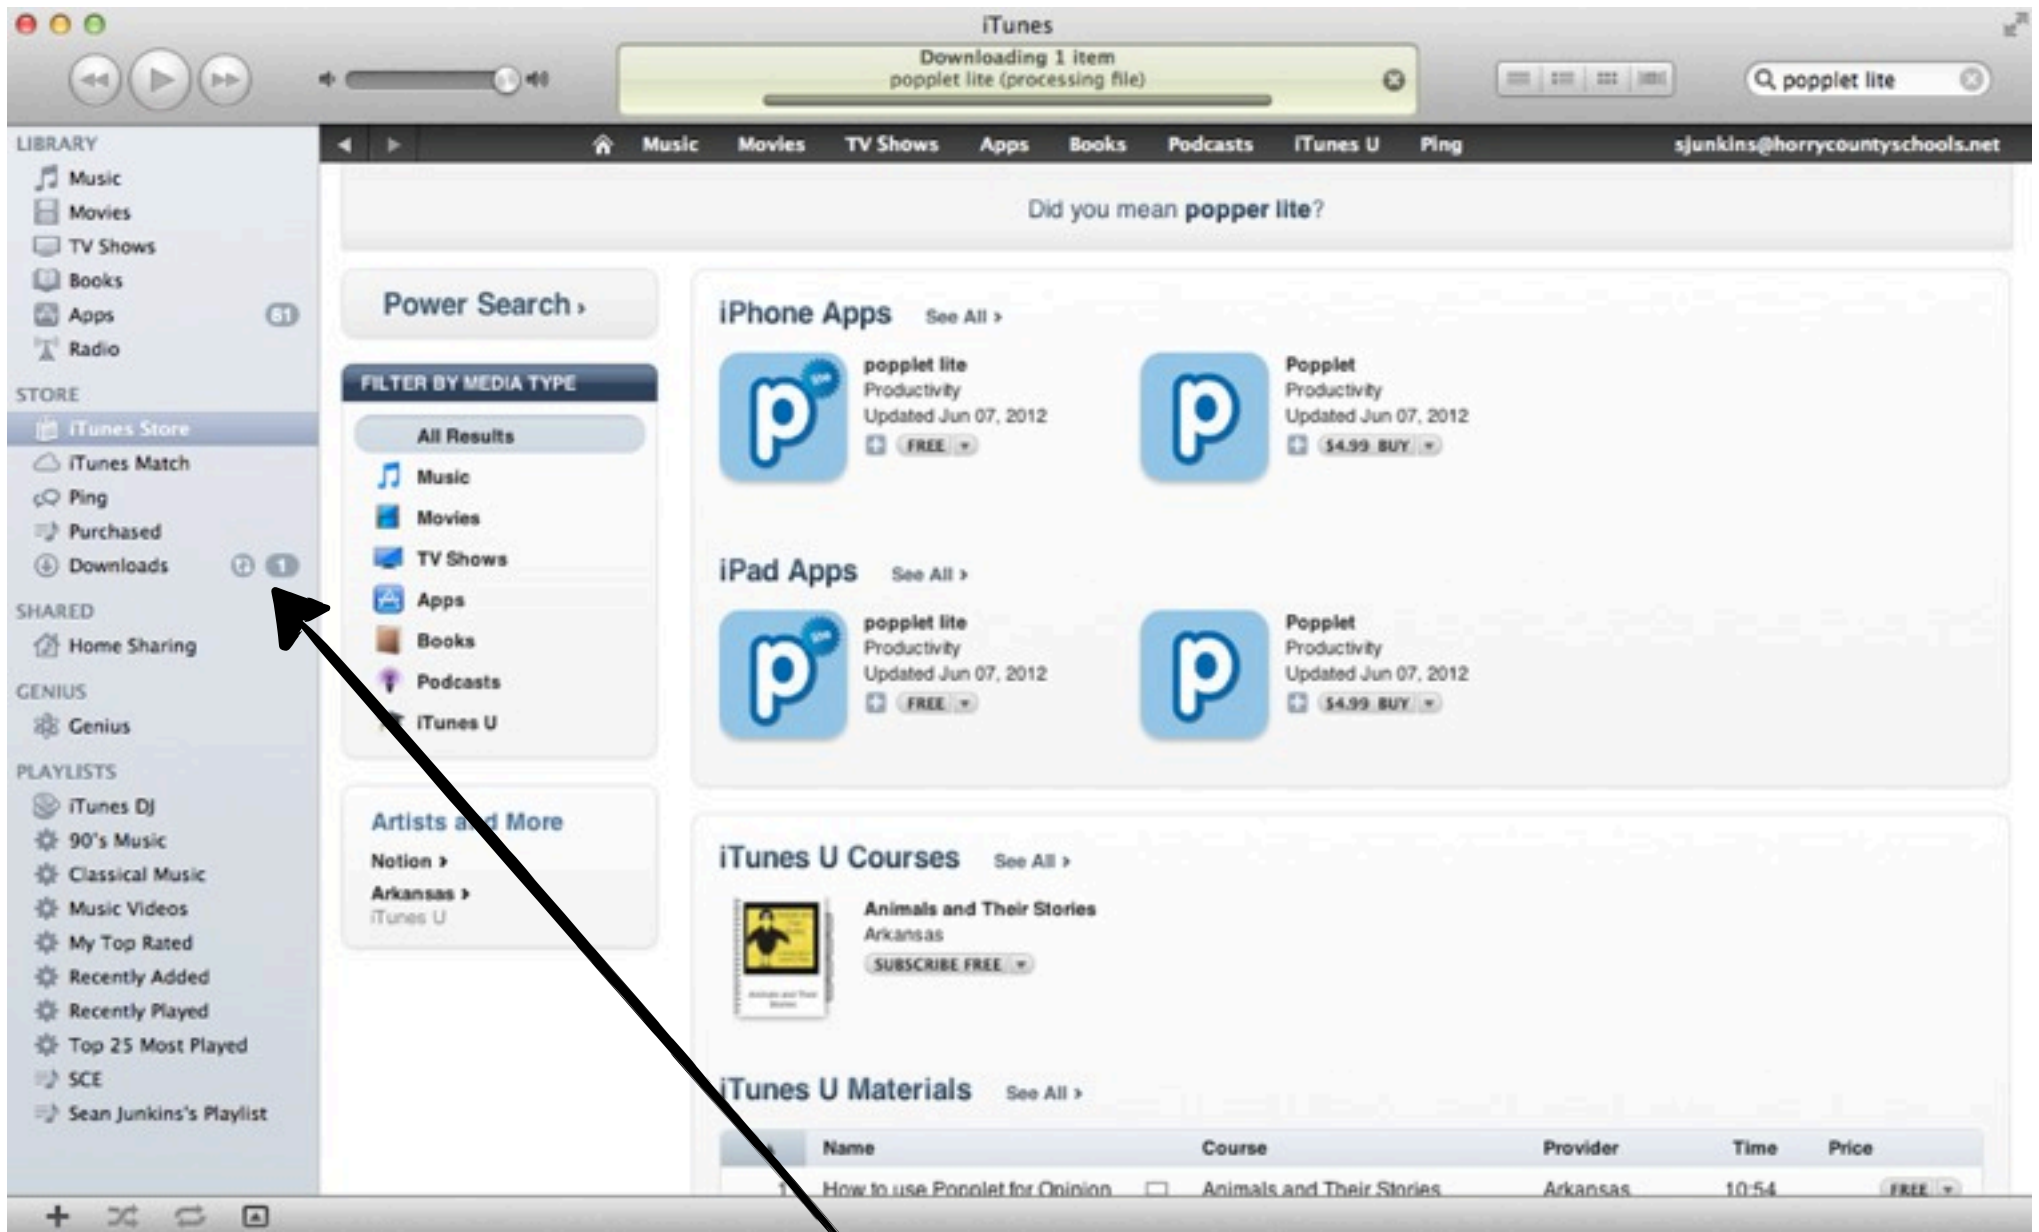 iTunes
Downloading 1 item
popplet lite (processing file)
popplet lite
LIBRARY
Music
Movies
TV Shows
Books
Apps 61
Radio
STORE
iTunes Store
iTunes Match
Ping
Purchased
Downloads 1
SHARED
Home Sharing
GENIUS
Genius
PLAYLISTS
iTunes DJ
90's Music
Classical Music
Music Videos
My Top Rated
Recently Added
Recently Played
Top 25 Most Played
SCE
Sean Junkins's Playlist
Music Movies TV Shows Apps Books Podcasts iTunes U Ping sjunkins@horrycountyschools.net
Did you mean popper lite?
Power Search ›
FILTER BY MEDIA TYPE
All Results
Music
Movies
TV Shows
Apps
Books
Podcasts
iTunes U
Artists and More
Notion ›
Arkansas ›
iTunes U
iPhone Apps See All ›
p lite
popplet lite
Productivity
Updated Jun 07, 2012
FREE
p
Popplet
Productivity
Updated Jun 07, 2012
$4.99 BUY
iPad Apps See All ›
p lite
popplet lite
Productivity
Updated Jun 07, 2012
FREE
p
Popplet
Productivity
Updated Jun 07, 2012
$4.99 BUY
iTunes U Courses See All ›
Animals and Their
Stories
Animals and Their Stories
Arkansas
SUBSCRIBE FREE
iTunes U Materials See All ›
Name Course Provider Time Price
1 How to use Popplet for Opinion Animals and Their Stories Arkansas 10:54 FREE